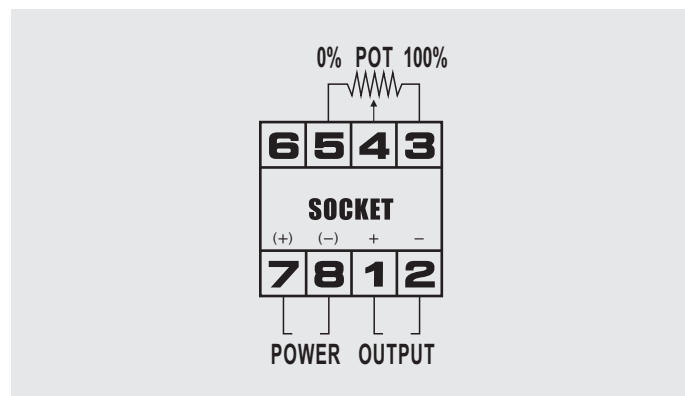 0% POT 100%
6 5 4 3
SOCKET
(+) (−) + −
7 8 1 2
POWER OUTPUT